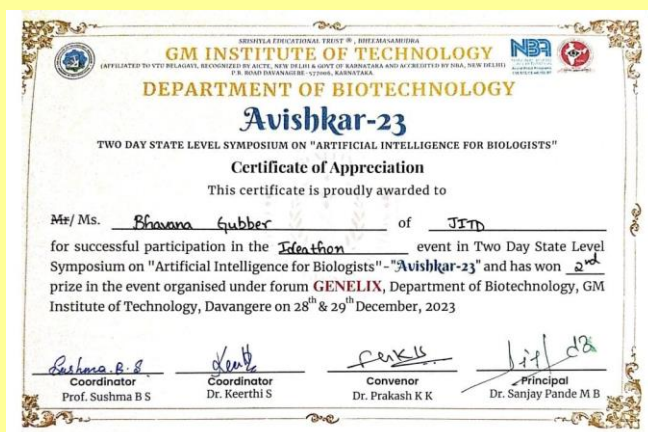 SRISHYLA EDUCATIONAL TRUST ®, BHEEMASAMUDRA
GM INSTITUTE OF TECHNOLOGY
(AFFILIATED TO VTU BELAGAVI, RECOGNIZED BY AICTE, NEW DELHI & GOVT OF KARNATAKA AND ACCREDITED BY NBA, NEW DELHI)
P.B. ROAD DAVANAGERE -577006, KARNATAKA
NBA
DEPARTMENT OF BIOTECHNOLOGY
Avishkar-23
TWO DAY STATE LEVEL SYMPOSIUM ON "ARTIFICIAL INTELLIGENCE FOR BIOLOGISTS"
Certificate of Appreciation
This certificate is proudly awarded to
Mr/ Ms. Bhavana Gubber of JITD
for successful participation in the Ideathon event in Two Day State Level
Symposium on "Artificial Intelligence for Biologists"-"Avishkar-23" and has won 2nd
prize in the event organised under forum GENELIX, Department of Biotechnology, GM
Institute of Technology, Davangere on 28th & 29th December, 2023
Sushma.B.S
Coordinator Coordinator Convenor Principal
Prof. Sushma B S Dr. Keerthi S Dr. Prakash K K Dr. Sanjay Pande M B